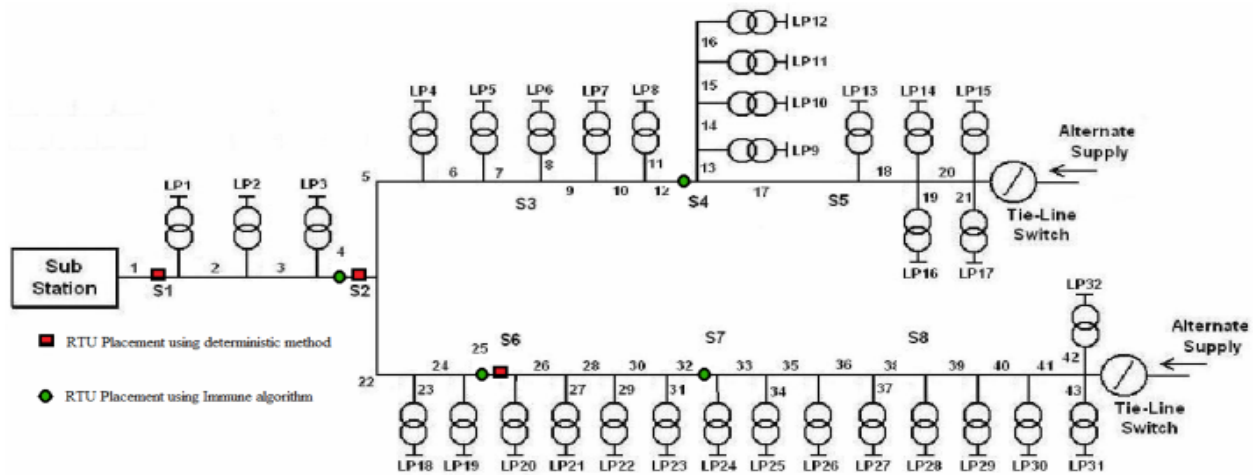 LP12
16
LP11
15
LP4 LP5 LP6 LP7 LP8 LP10 LP13 LP14 LP15
14
Alternate
Supply
LP9
8 11 13
5 6 7 9 10 12 17 18 20
S3 S4 S5 19 21
LP1 LP2 LP3
Tie-Line
Switch
4
Sub
Station
1 2 3
S1 S2
LP16 LP17
LP32
RTU Placement using deterministic method
S6 S7 S8
Alternate
Supply
25
24 26 28 30 32 33 35 36 38 39 40 41 42
22
23 27 29 31 34 37 43
RTU Placement using Immune algorithm
Tie-Line
Switch
LP18 LP19 LP20 LP21 LP22 LP23 LP24 LP25 LP26 LP27 LP28 LP29 LP30 LP31